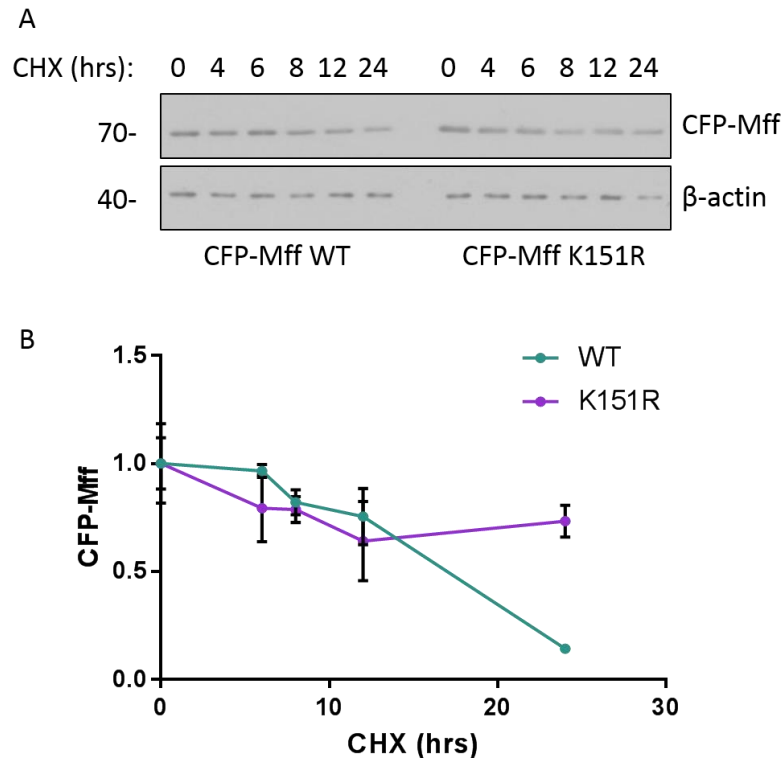 A
CHX (hrs): 0 4 6 8 12 24 0 4 6 8 12 24
70- CFP-Mff
40- β-actin
CFP-Mff WT CFP-Mff K151R
B
1.5
WT
K151R
1.0
CFP-Mff
0.5
0.0
0 10 20 30
CHX (hrs)